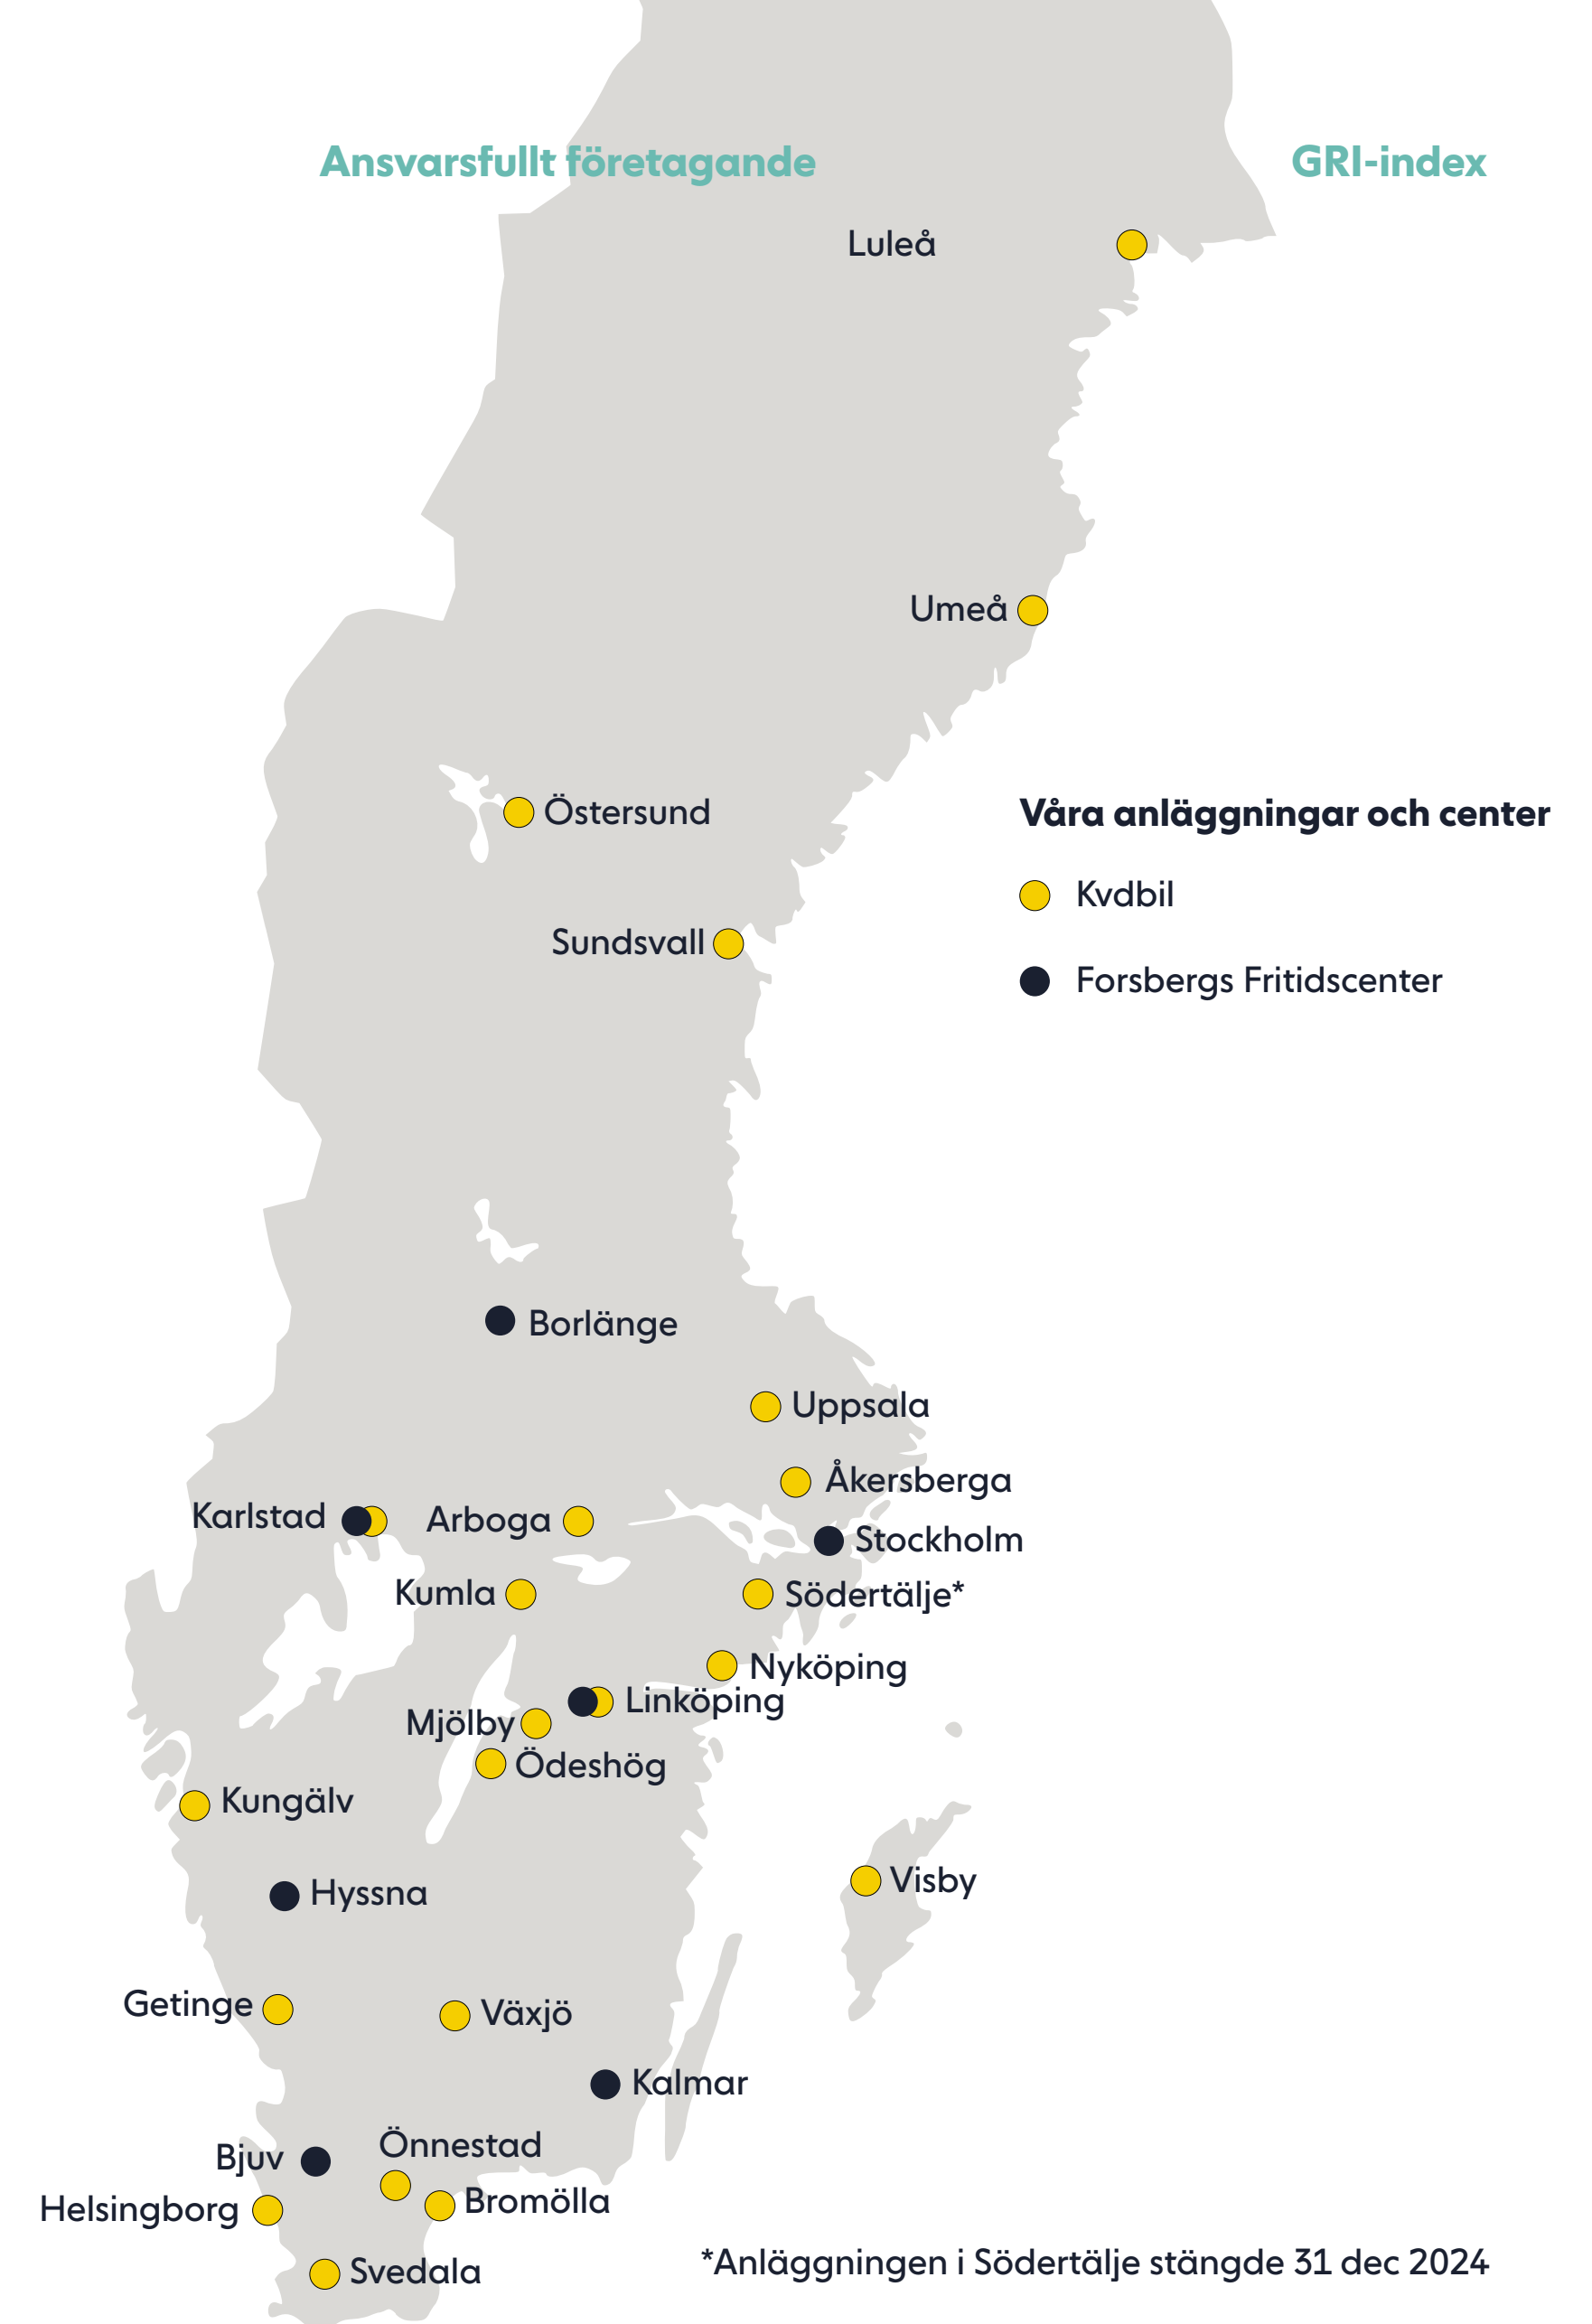 Ansvarsfullt företagande
GRI-index
Luleå
Umeå
Östersund
Våra anläggningar och center
Kvdbil
Sundsvall
Forsbergs Fritidscenter
Borlänge
Uppsala
Åkersberga
Karlstad
Arboga
Stockholm
Kumla
Södertälje*
Nyköping
Linköping
Mjölby
Ödeshög
Kungälv
Visby
Hyssna
Getinge
Växjö
Kalmar
Önnestad
Bjuv
Bromölla
Helsingborg
*Anläggningen i Södertälje stängde 31 dec 2024
Svedala